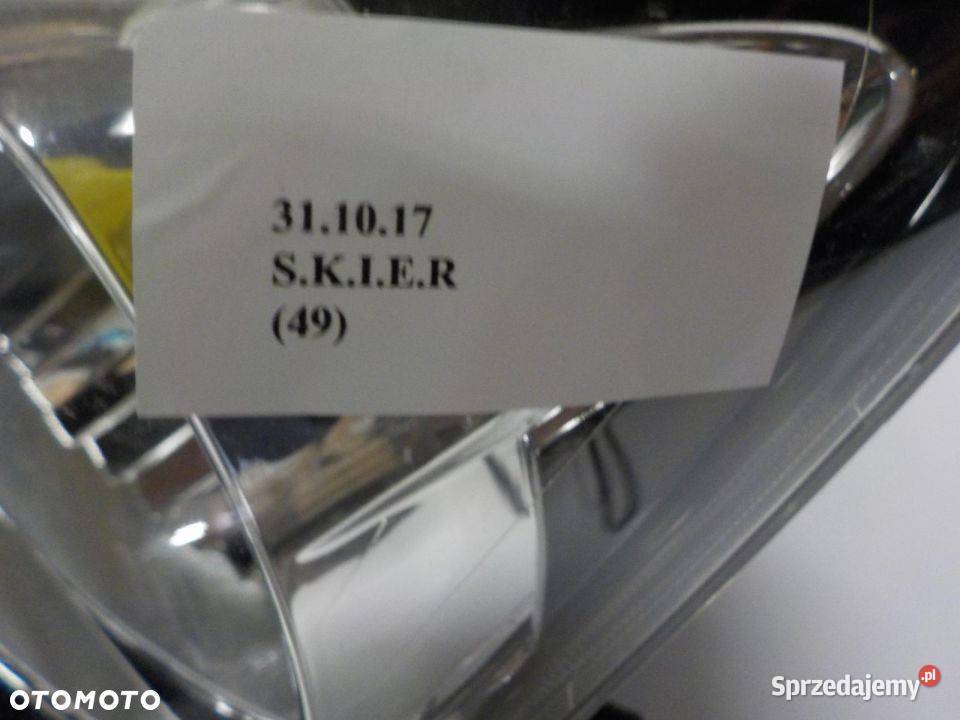 31.10.17
S.K.I.E.R
(49)
OTOMOTO
Sprzedajemy.pl